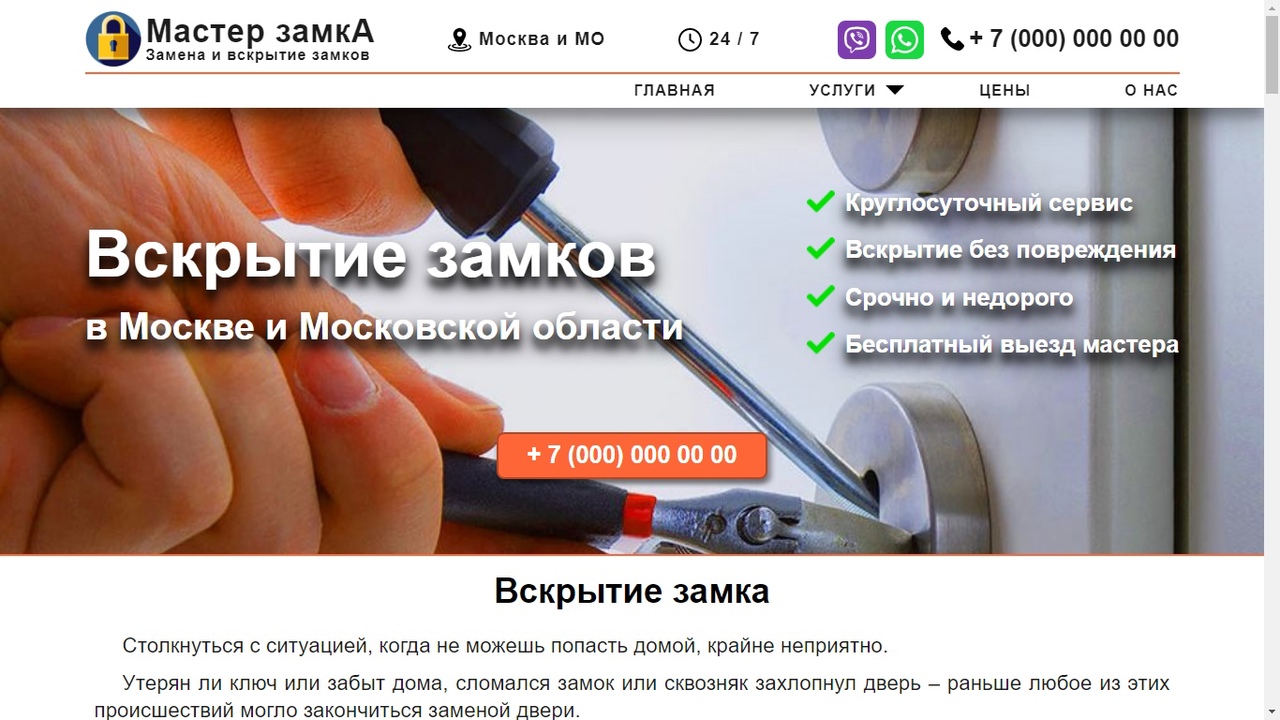 Мастер замкА
Замена и вскрытие замков
Москва и МО
24 / 7
+ 7 (000) 000 00 00
ГЛАВНАЯ
УСЛУГИ
ЦЕНЫ
О НАС
Вскрытие замков
в Москве и Московской области
Круглосуточный сервис
Вскрытие без повреждения
Срочно и недорого
Бесплатный выезд мастера
+ 7 (000) 000 00 00
Вскрытие замка
Столкнуться с ситуацией, когда не можешь попасть домой, крайне неприятно.
Утерян ли ключ или забыт дома, сломался замок или сквозняк захлопнул дверь – раньше любое из этих
происшествий могло закончиться заменой двери.